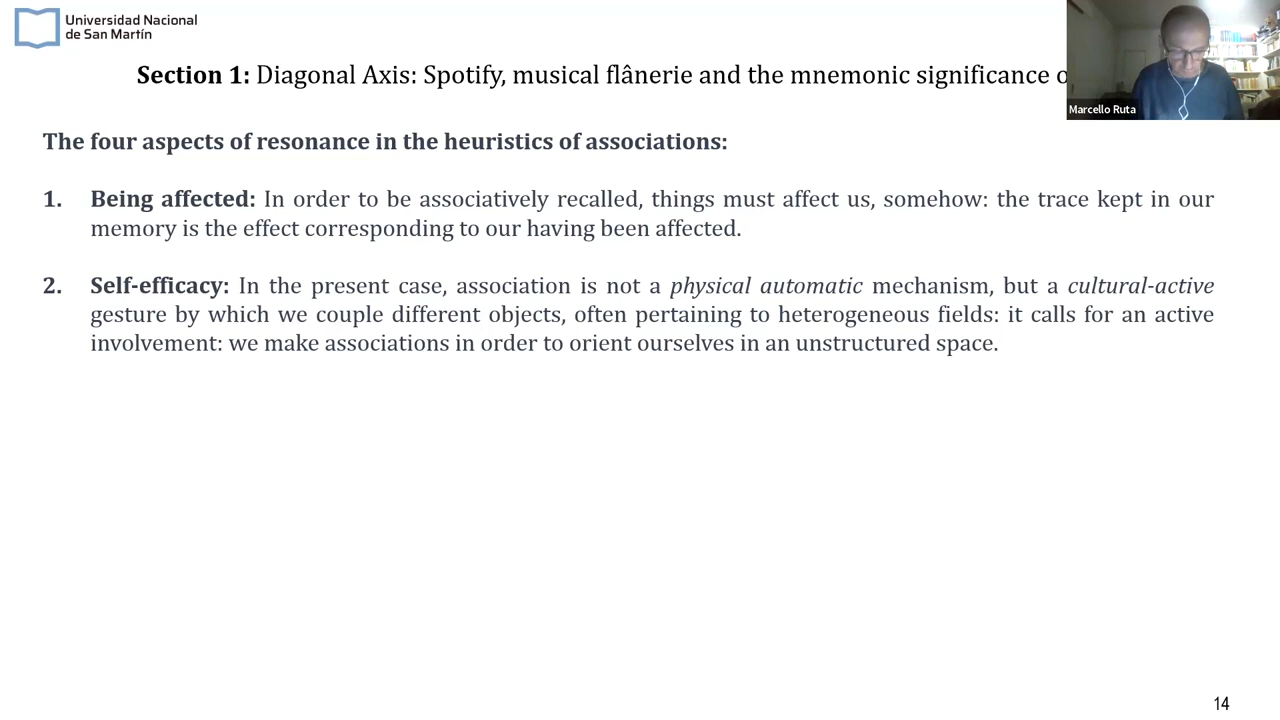 Universidad Nacional
de San Martín
Section 1: Diagonal Axis: Spotify, musical flânerie and the mnemonic significance
Marcello Ruta
The four aspects of resonance in the heuristics of associations:
1. Being affected: In order to be associatively recalled, things must affect us, somehow: the trace kept in our
memory is the effect corresponding to our having been affected.
2. Self-efficacy: In the present case, association is not a physical automatic mechanism, but a cultural-active
gesture by which we couple different objects, often pertaining to heterogeneous fields: it calls for an active
involvement: we make associations in order to orient ourselves in an unstructured space.
14